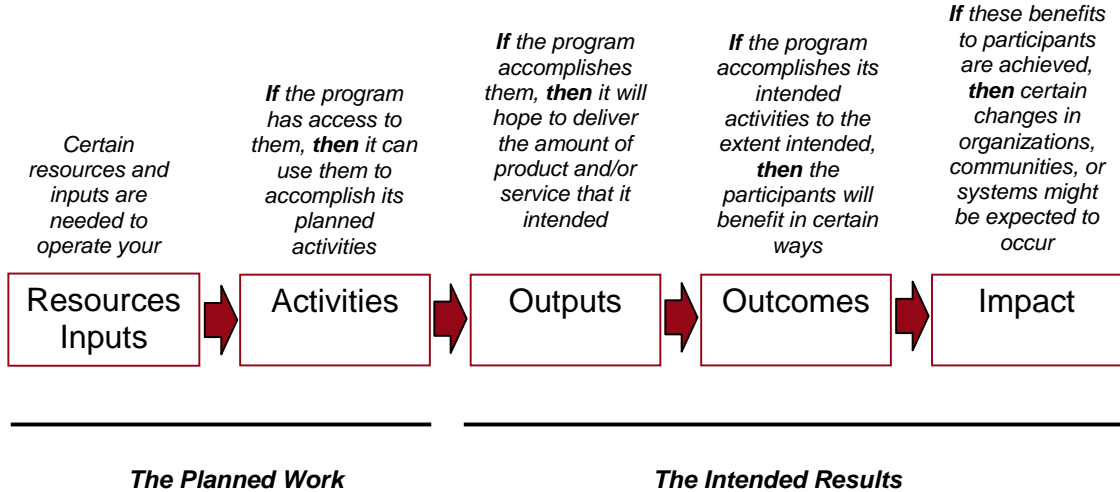 Certain
resources and
inputs are
needed to
operate your
If the program
has access to
them, then it can
use them to
accomplish its
planned
activities
If the program
accomplishes
them, then it will
hope to deliver
the amount of
product and/or
service that it
intended
If the program
accomplishes its
intended
activities to the
extent intended,
then the
participants will
benefit in certain
ways
If these benefits
to participants
are achieved,
then certain
changes in
organizations,
communities, or
systems might
be expected to
occur
Resources
Inputs
Activities
Outputs
Outcomes
Impact
The Planned Work
The Intended Results